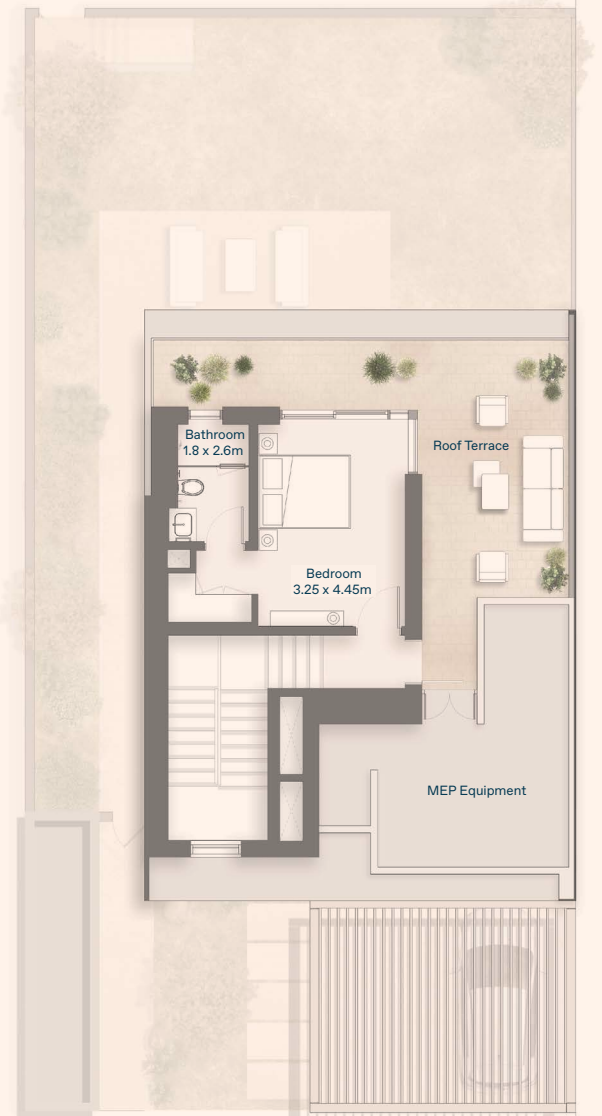 Bathroom
1.8 x 2.6m
Roof Terrace
Bedroom
3.25 x 4.45m
MEP Equipment